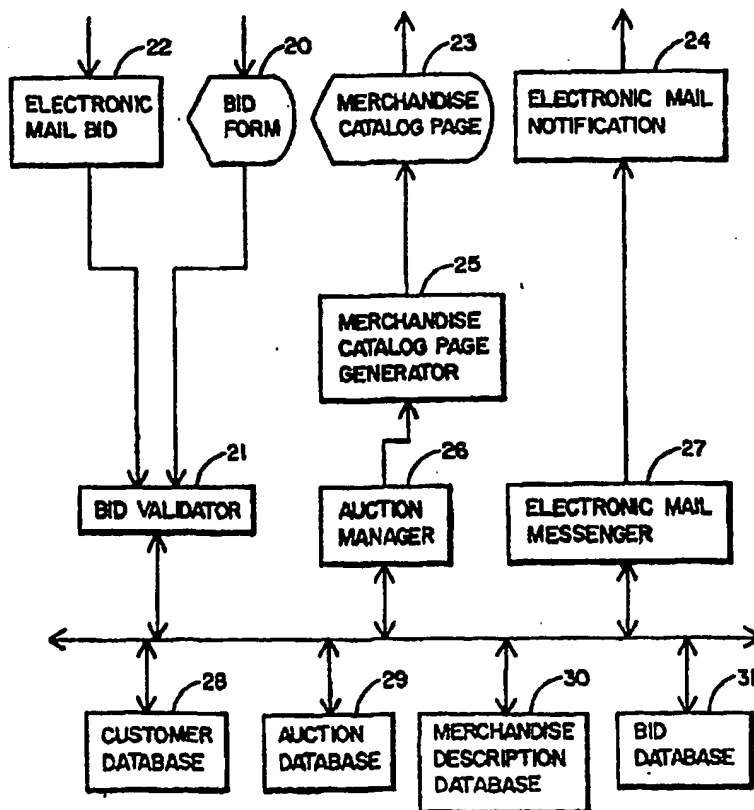 22
20
23
24
ELECTRONIC
MAIL BID
BID
FORM
MERCHANDISE
CATALOG PAGE
ELECTRONIC MAIL
NOTIFICATION
25
MERCHANDISE
CATALOG PAGE
GENERATOR
21
26
27
BID VALIDATOR
AUCTION
MANAGER
ELECTRONIC MAIL
MESSENGER
28
29
30
31
CUSTOMER
DATABASE
AUCTION
DATABASE
MERCHANDISE
DESCRIPTION
DATABASE
BID
DATABASE